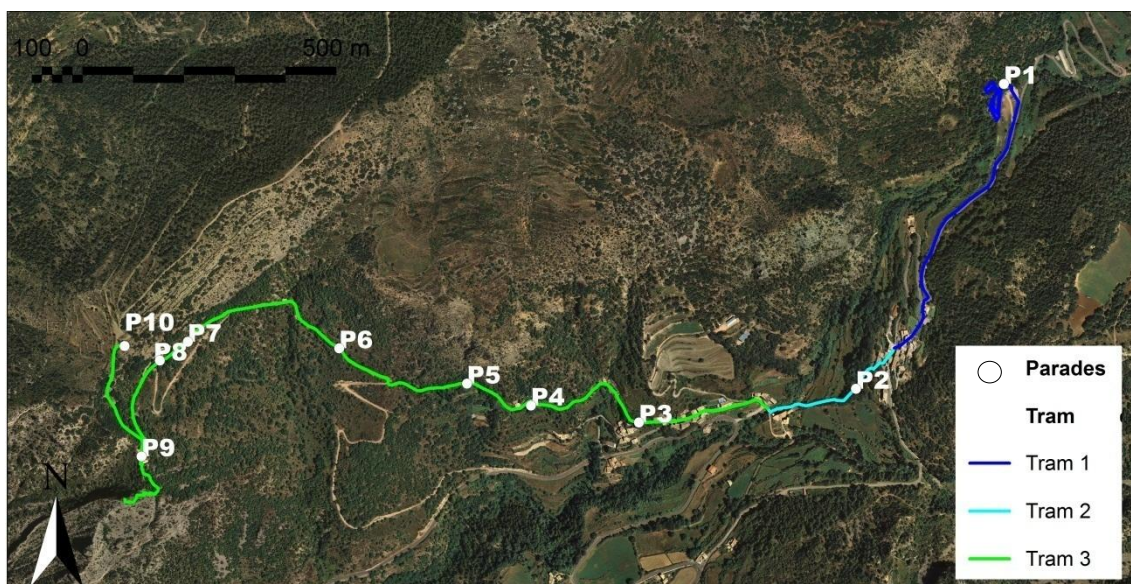 100 0 500 m
P1
P10
P7
P8
P6
P5
P4
P2
P3
P9
N
Parades
Tram
Tram 1
Tram 2
Tram 3